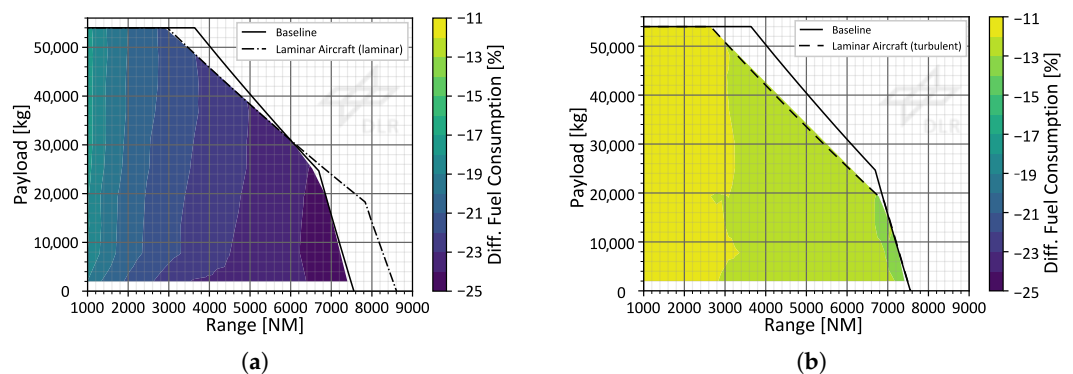 Baseline
Laminar Aircraft (laminar)
DLR
50,000
40,000
30,000
20,000
10,000
0
Payload [kg]
1000 2000 3000 4000 5000 6000 7000 8000 9000
Range [NM]
−11
−13
−15
−17
−19
−21
−23
−25
Diff. Fuel Consumption [%]
(a)
Baseline
Laminar Aircraft (turbulent)
DLR
50,000
40,000
30,000
20,000
10,000
0
Payload [kg]
1000 2000 3000 4000 5000 6000 7000 8000 9000
Range [NM]
−11
−13
−15
−17
−19
−21
−23
−25
Diff. Fuel Consumption [%]
(b)